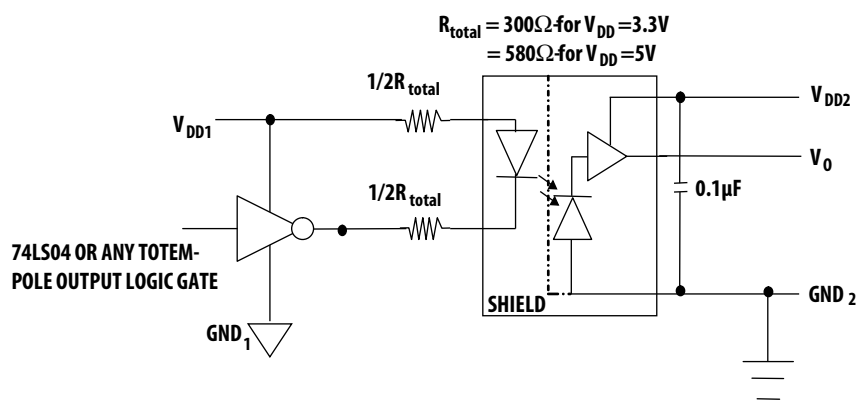 R_total = 300Ω-for V_DD =3.3V
= 580Ω-for V_DD =5V
1/2R_total
V_DD1
V_DD2
V_0
1/2R_total
0.1µF
74LS04 OR ANY TOTEM-
POLE OUTPUT LOGIC GATE
SHIELD
GND_2
GND_1